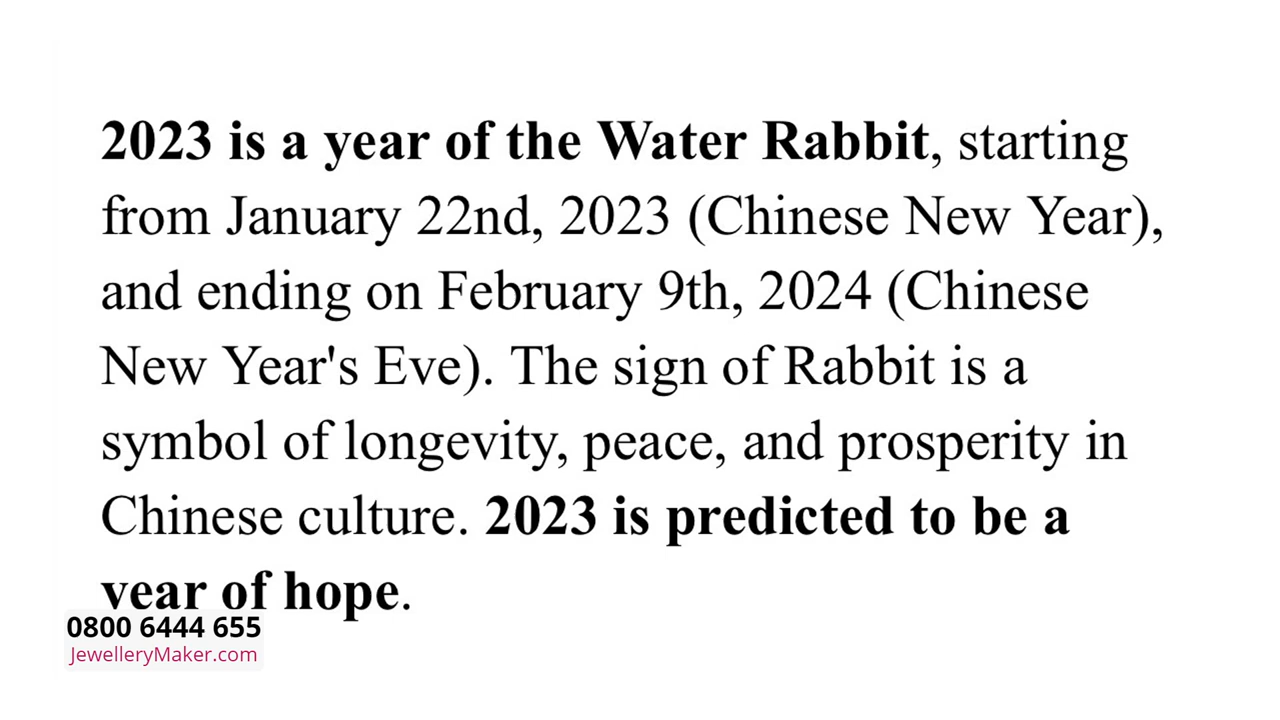 2023 is a year of the Water Rabbit, starting
from January 22nd, 2023 (Chinese New Year),
and ending on February 9th, 2024 (Chinese
New Year's Eve). The sign of Rabbit is a
symbol of longevity, peace, and prosperity in
Chinese culture. 2023 is predicted to be a
year of hope.
0800 6444 655
JewelleryMaker.com